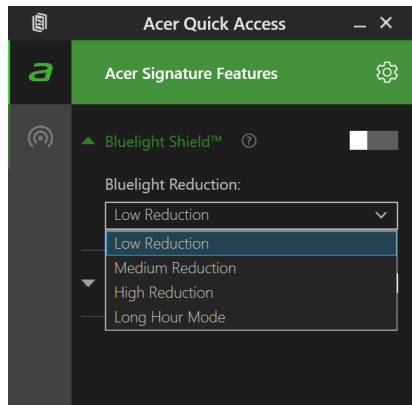 Acer Quick Access
a
Acer Signature Features
Bluelight Shield™ ?
Bluelight Reduction:
Low Reduction
Low Reduction
Medium Reduction
High Reduction
Long Hour Mode